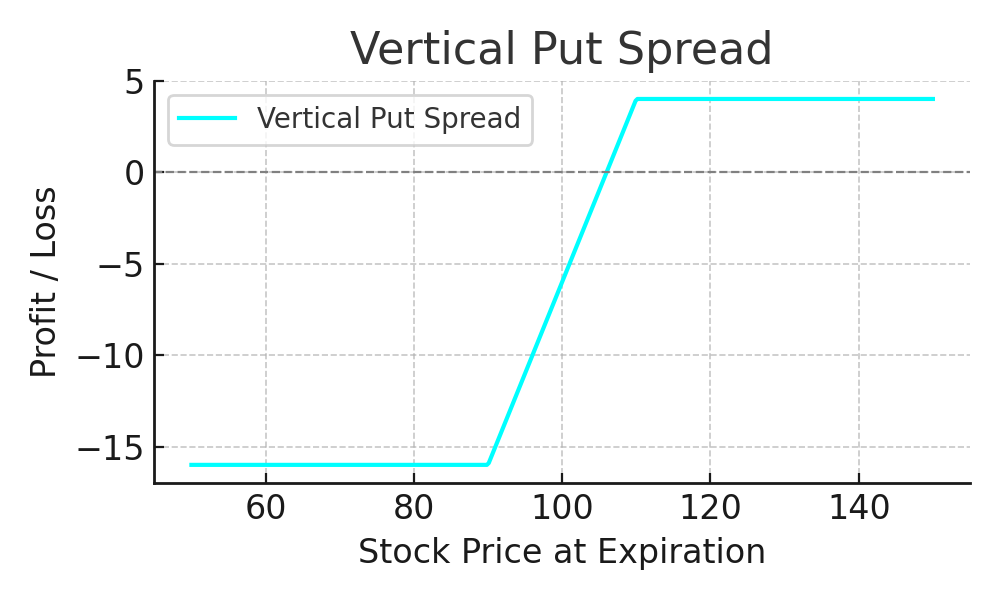 Vertical Put Spread
Vertical Put Spread
5
0
−5
−10
−15
Profit / Loss
60 80 100 120 140
Stock Price at Expiration